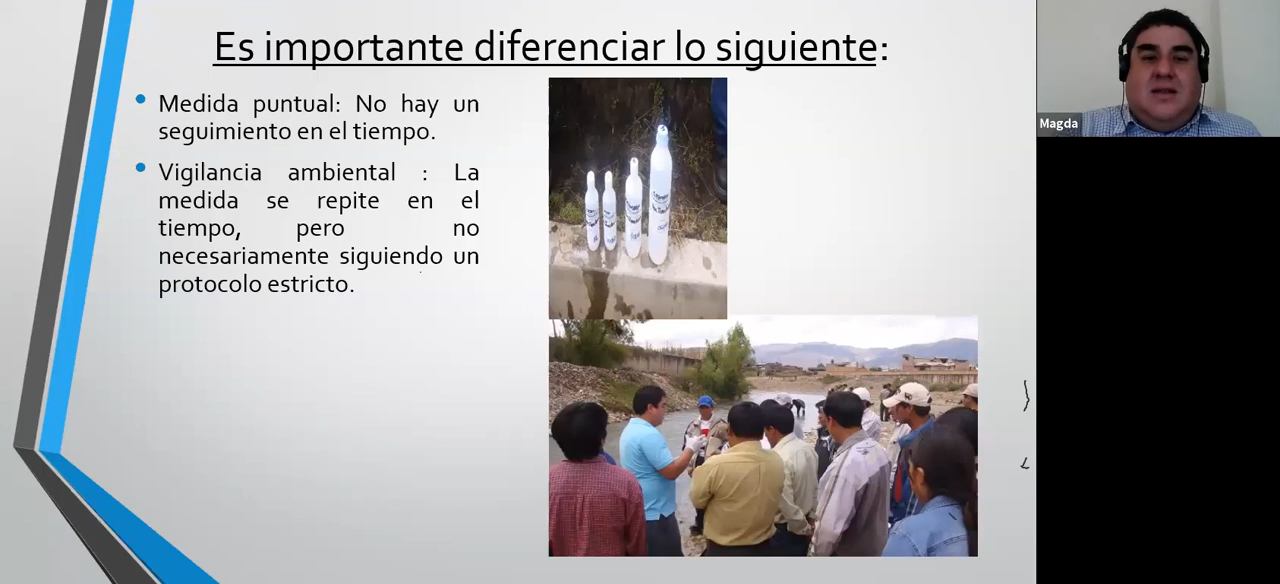 Es importante diferenciar lo siguiente:
Medida puntual: No hay un
seguimiento en el tiempo.
Vigilancia ambiental : La
medida se repite en el
tiempo, pero no
necesariamente siguiendo un
protocolo estricto.
Magda